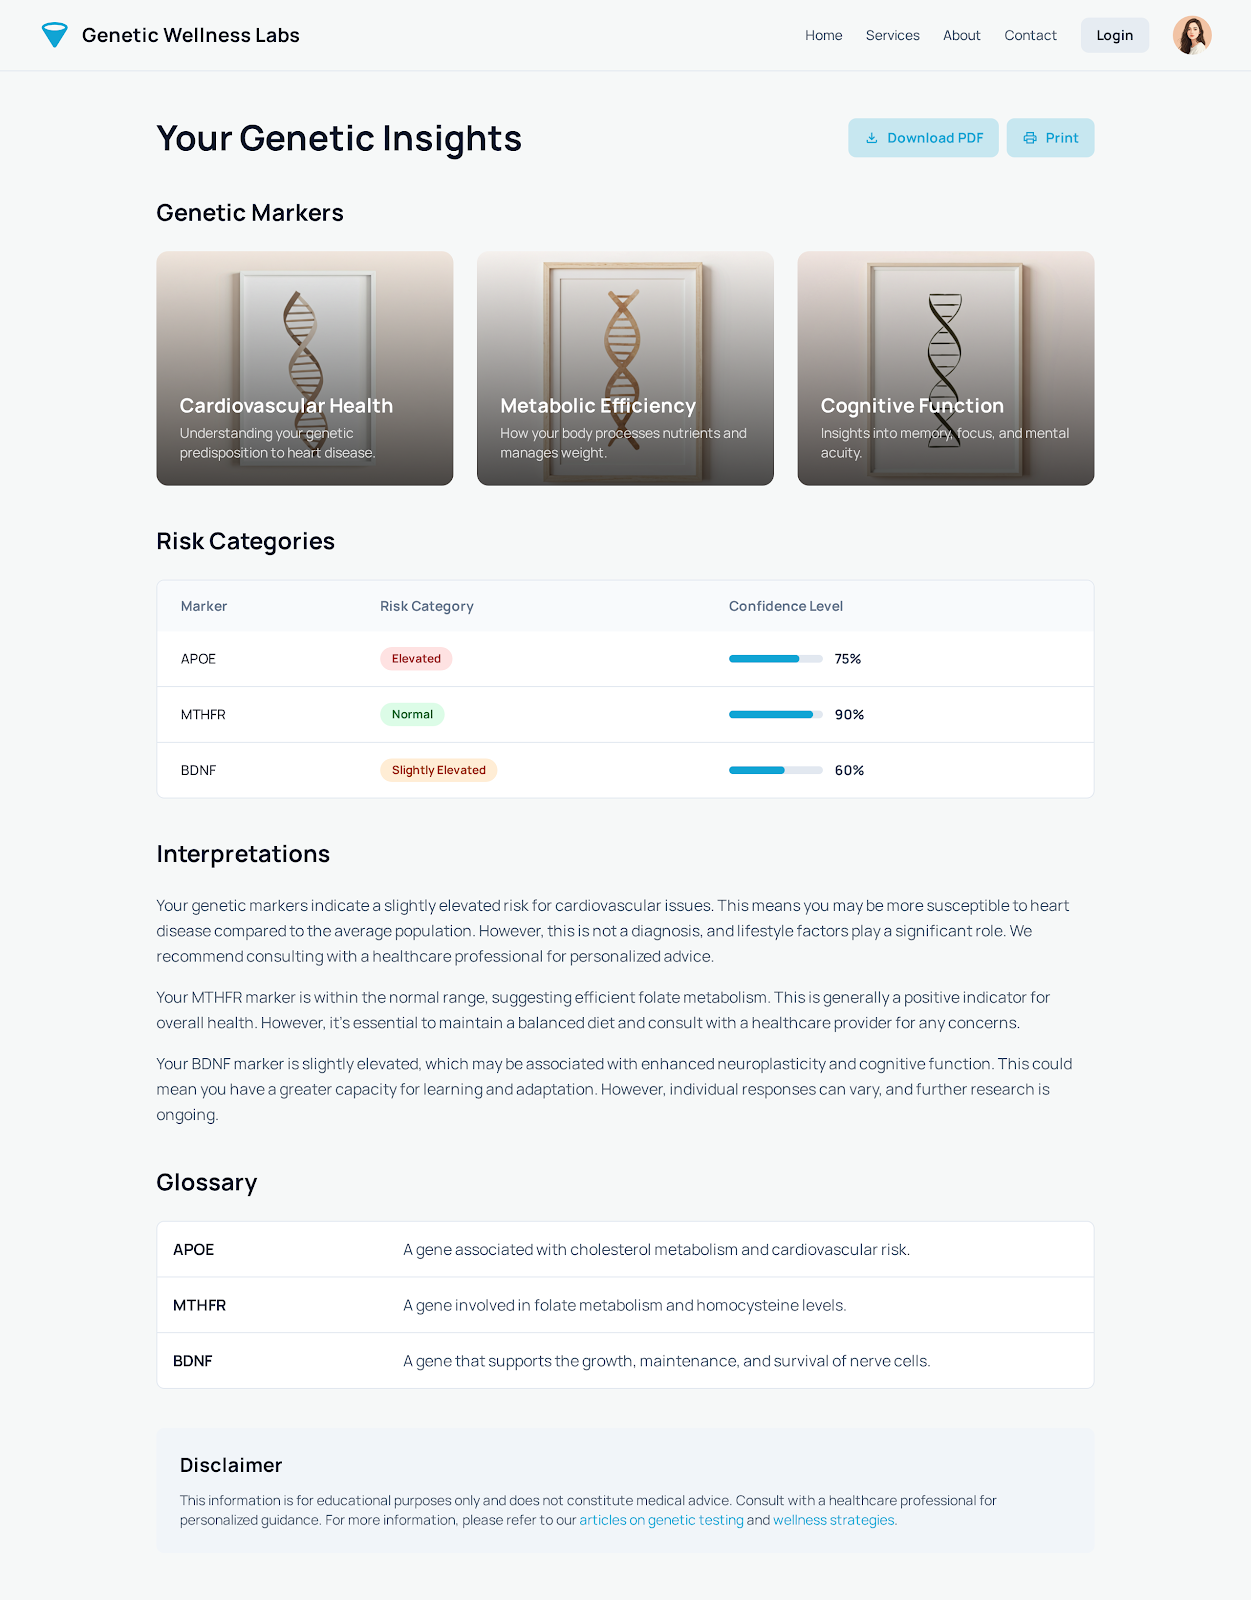 Genetic Wellness Labs
Home
Services
About
Contact
Login
Your Genetic Insights
Download PDF
Print
Genetic Markers
Cardiovascular Health
Understanding your genetic
predisposition to heart disease.
Metabolic Efficiency
How your body processes nutrients and
manages weight.
Cognitive Function
Insights into memory, focus, and mental
acuity.
Risk Categories
Marker Risk Category Confidence Level
APOE Elevated 75%
MTHFR Normal 90%
BDNF Slightly Elevated 60%
Interpretations
Your genetic markers indicate a slightly elevated risk for cardiovascular issues. This means you may be more susceptible to heart
disease compared to the average population. However, this is not a diagnosis, and lifestyle factors play a significant role. We
recommend consulting with a healthcare professional for personalized advice.
Your MTHFR marker is within the normal range, suggesting efficient folate metabolism. This is generally a positive indicator for
overall health. However, it's essential to maintain a balanced diet and consult with a healthcare provider for any concerns.
Your BDNF marker is slightly elevated, which may be associated with enhanced neuroplasticity and cognitive function. This could
mean you have a greater capacity for learning and adaptation. However, individual responses can vary, and further research is
ongoing.
Glossary
APOE A gene associated with cholesterol metabolism and cardiovascular risk.
MTHFR A gene involved in folate metabolism and homocysteine levels.
BDNF A gene that supports the growth, maintenance, and survival of nerve cells.
Disclaimer
This information is for educational purposes only and does not constitute medical advice. Consult with a healthcare professional for
personalized guidance. For more information, please refer to our articles on genetic testing and wellness strategies.